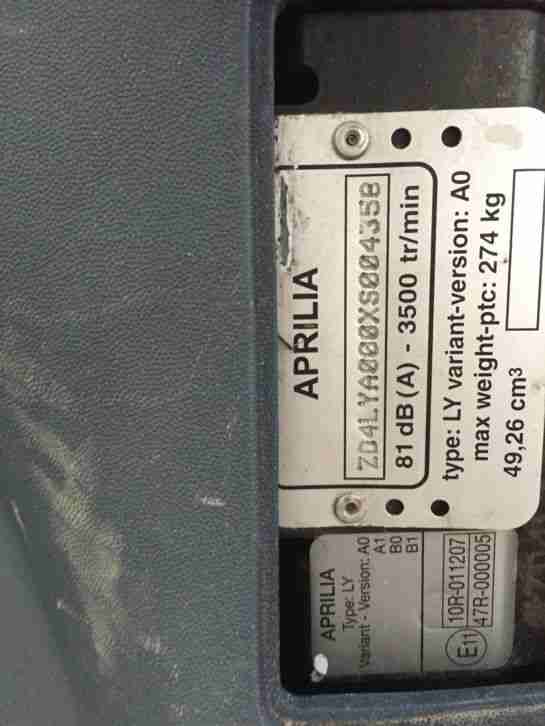 APRILIA
Type: LY
Variant - Version: A0
A1
B0
B1
E11
10R-011207
47R-000005
APRILIA
ZD4LYA000XS004358
81 dB (A) - 3500 tr/min
type: LY variant-version: A0
max weight-ptc: 274 kg
49,26 cm³